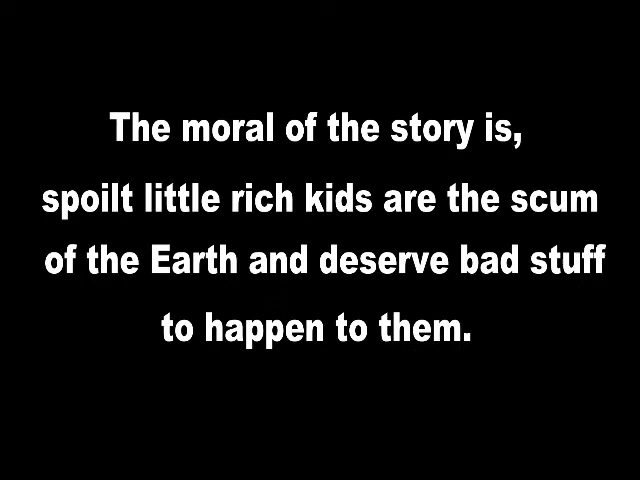 The moral of the story is,
spoilt little rich kids are the scum
of the Earth and deserve bad stuff
to happen to them.